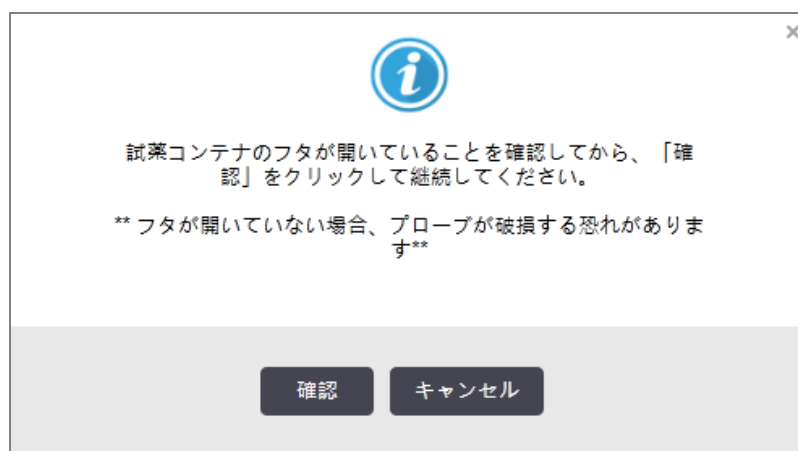 試薬コンテナのフタが開いていることを確認してから、「確
認」をクリックして継続してください。
** フタが開いていない場合、プローブが破損する恐れがありま
す**
確認 キャンセル